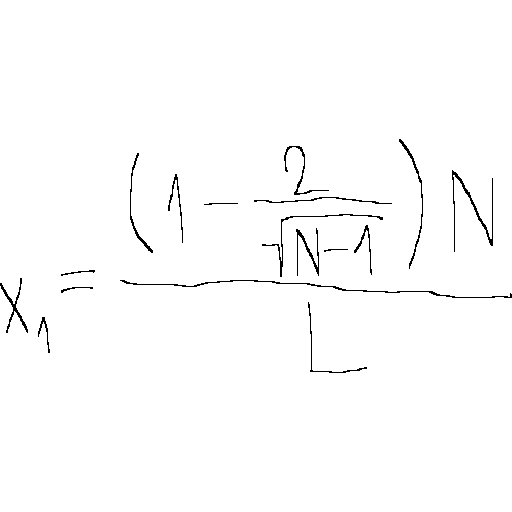 x_1 = \frac{(1 - \frac{2}{\sqrt{N-1}})N}{L}